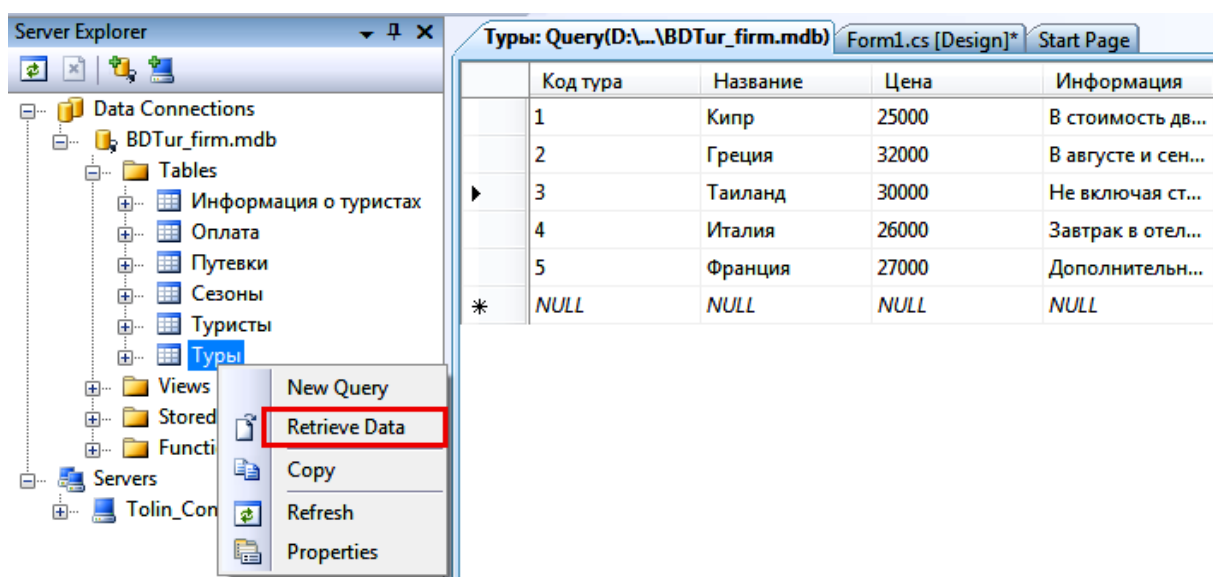 Server Explorer
Data Connections
BDTur_firm.mdb
Tables
Информация о туристах
Оплата
Путевки
Сезоны
Туристы
Туры
Views
Stored
Functi
Servers
Tolin_Con
New Query
Retrieve Data
Copy
Refresh
Properties
Туры: Query(D:\...\BDTur_firm.mdb) Form1.cs [Design]* Start Page
Код тура Название Цена Информация
1 Кипр 25000 В стоимость дв...
2 Греция 32000 В августе и сен...
3 Таиланд 30000 Не включая ст...
4 Италия 26000 Завтрак в отел...
5 Франция 27000 Дополнительн...
NULL NULL NULL NULL